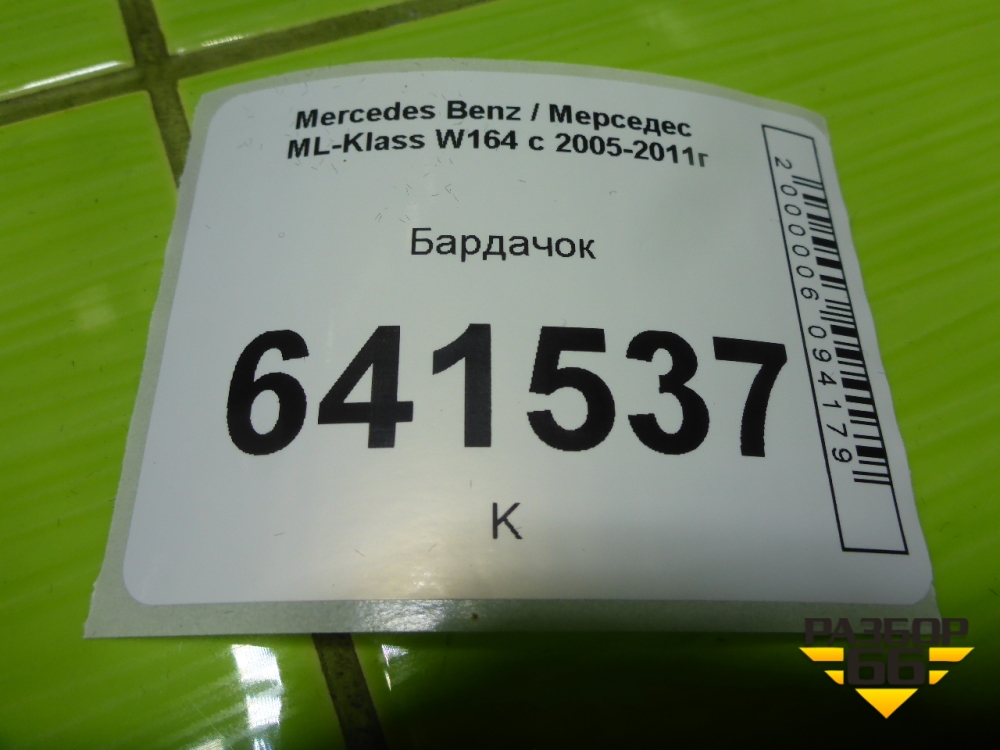 Mercedes Benz / Мерседес
ML-Klass W164 с 2005-2011г
Бардачок
641537
К
2000006094179
РАЗБОР
66